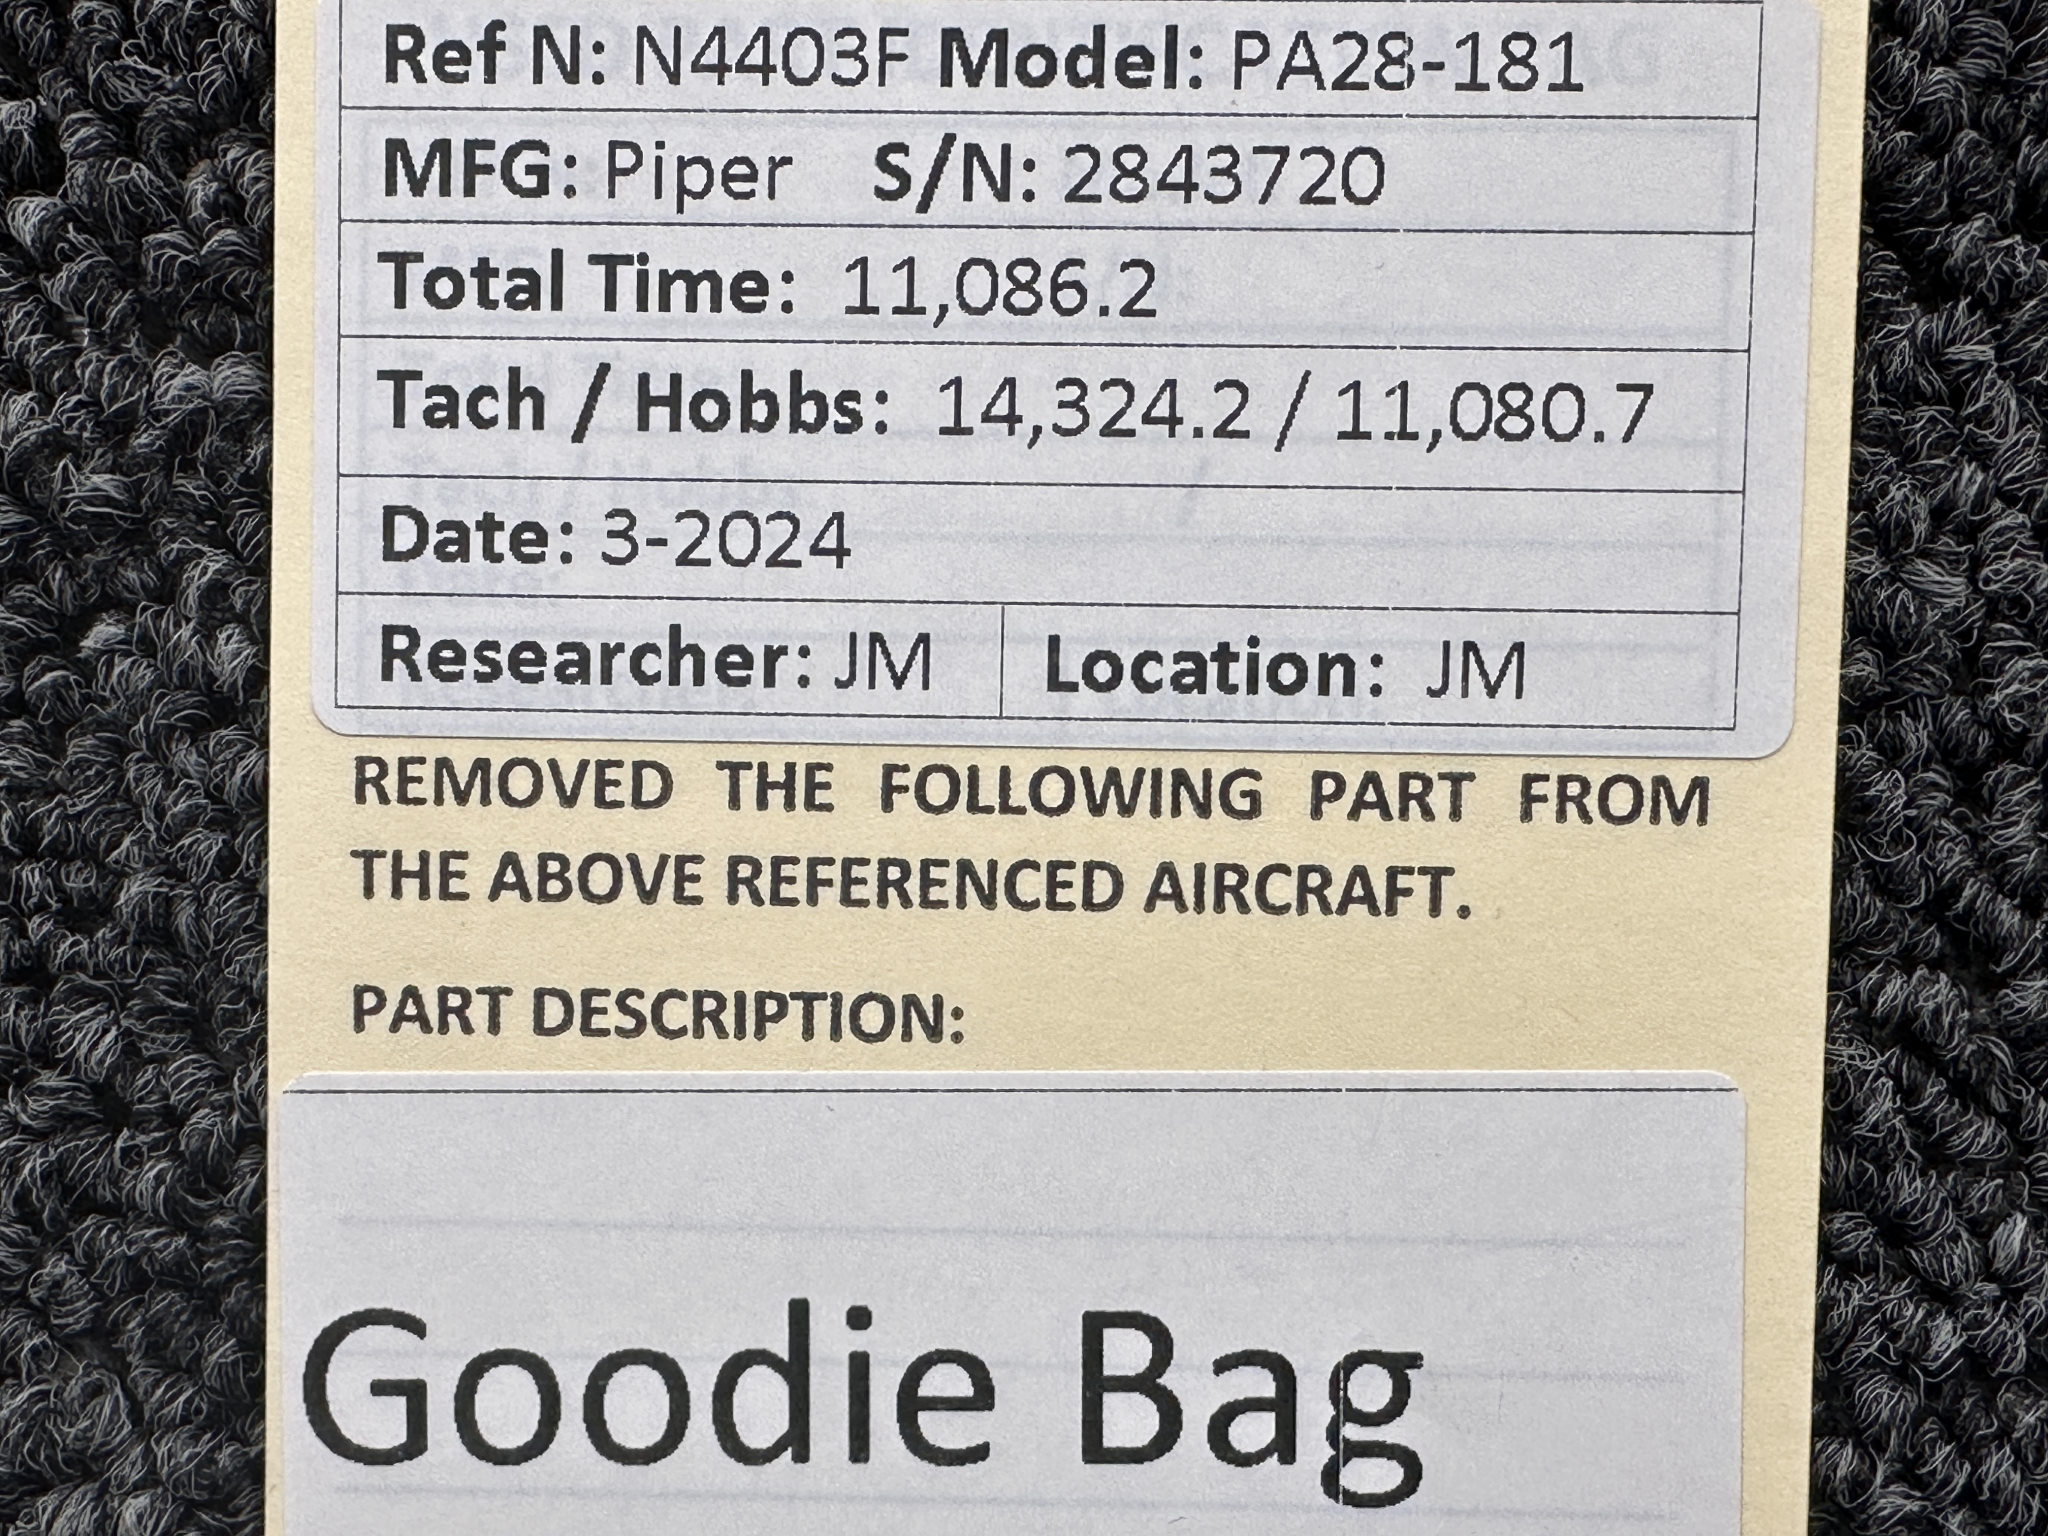 Ref N: N4403F Model: PA28-181
MFG: Piper S/N: 2843720
Total Time: 11,086.2
Tach / Hobbs: 14,324.2 / 11,080.7
Date: 3-2024
Researcher: JM Location: JM
REMOVED THE FOLLOWING PART FROM
THE ABOVE REFERENCED AIRCRAFT.
PART DESCRIPTION:
Goodie Bag